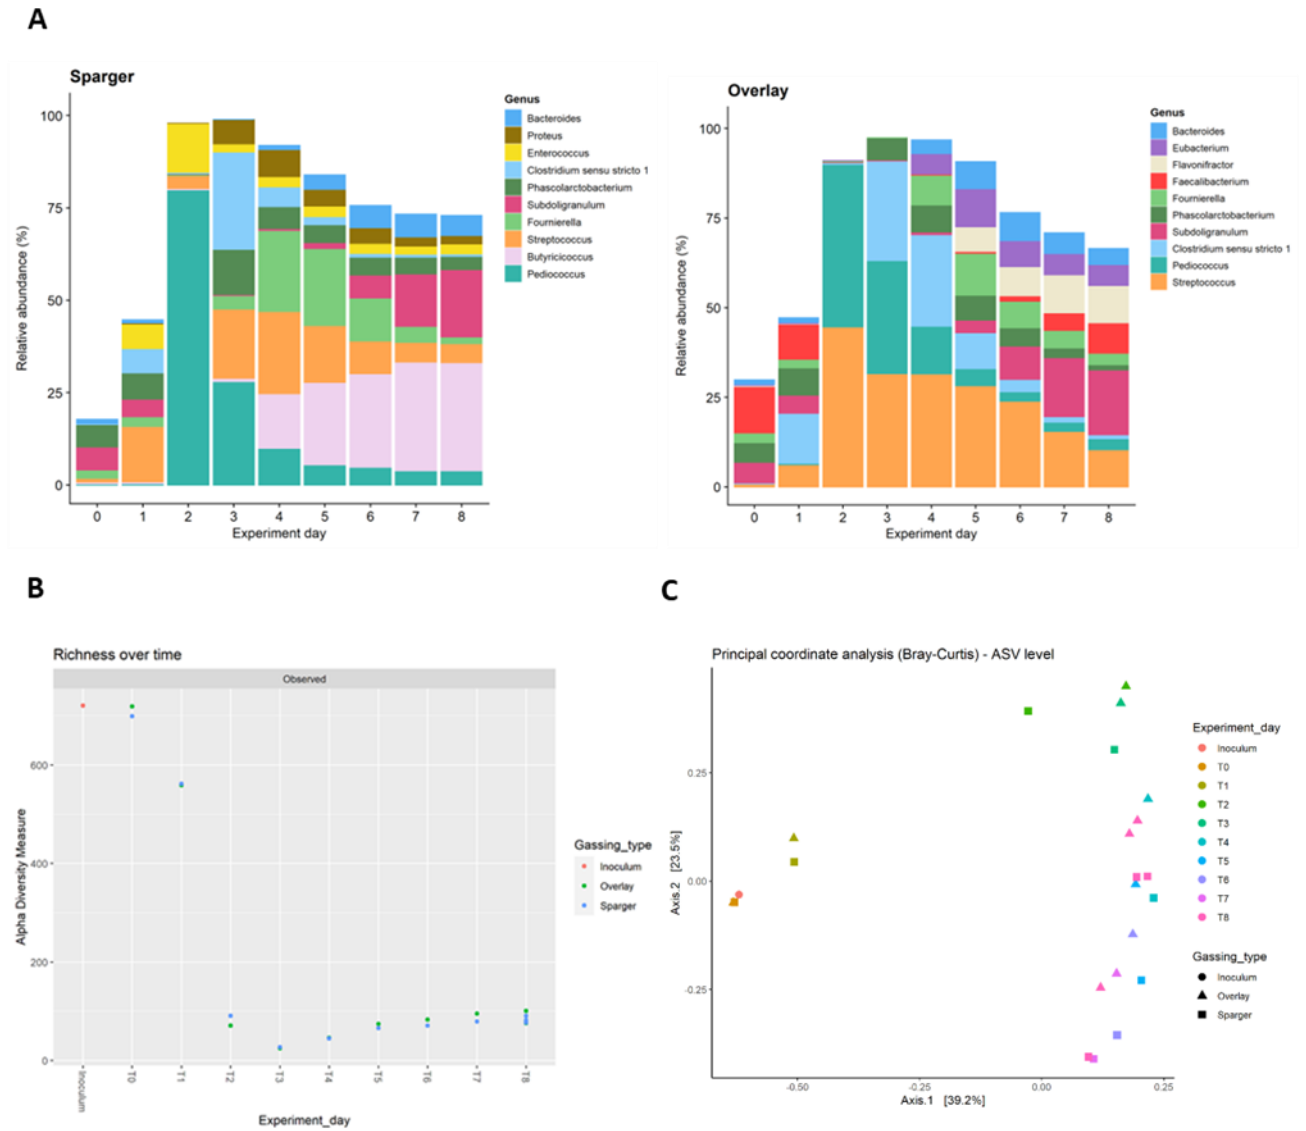 A
Sparger
Relative abundance (%)
100
75
50
25
0
0 1 2 3 4 5 6 7 8
Experiment day
Genus
Bacteroides
Proteus
Enterococcus
Clostridium sensu stricto 1
Phascolarctobacterium
Subdoligranulum
Fournierella
Streptococcus
Butyricicoccus
Pediococcus
Overlay
Relative abundance (%)
100
75
50
25
0
0 1 2 3 4 5 6 7 8
Experiment day
Genus
Bacteroides
Eubacterium
Flavonifractor
Faecalibacterium
Fournierella
Phascolarctobacterium
Subdoligranulum
Clostridium sensu stricto 1
Pediococcus
Streptococcus
B
Richness over time
Observed
Alpha Diversity Measure
600
400
200
0
Inoculum T0 T1 T2 T3 T4 T5 T6 T7 T8
Experiment_day
Gassing_type
Inoculum
Overlay
Sparger
C
Principal coordinate analysis (Bray-Curtis) - ASV level
Axis.2 [23.5%]
0.25
0.00
-0.25
-0.50 -0.25 0.00 0.25
Axis.1 [39.2%]
Experiment_day
Inoculum
T0
T1
T2
T3
T4
T5
T6
T7
T8
Gassing_type
Inoculum
Overlay
Sparger